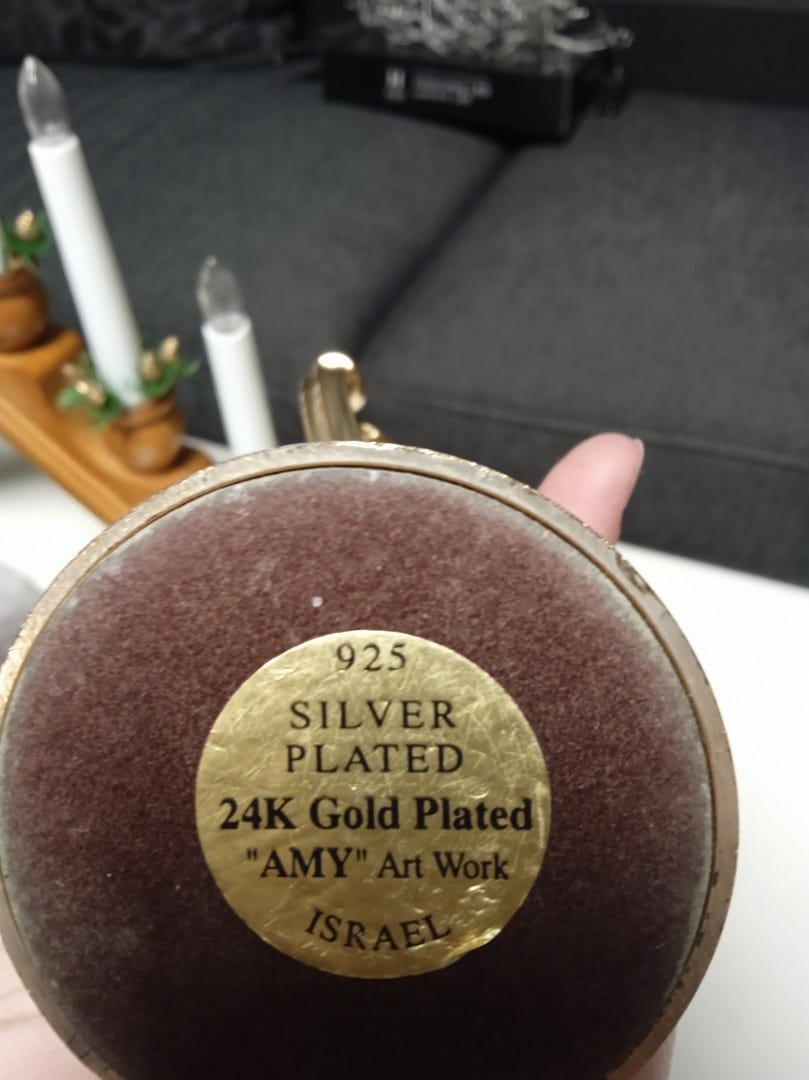 925
SILVER
PLATED
24K Gold Plated
"AMY" Art Work
ISRAEL